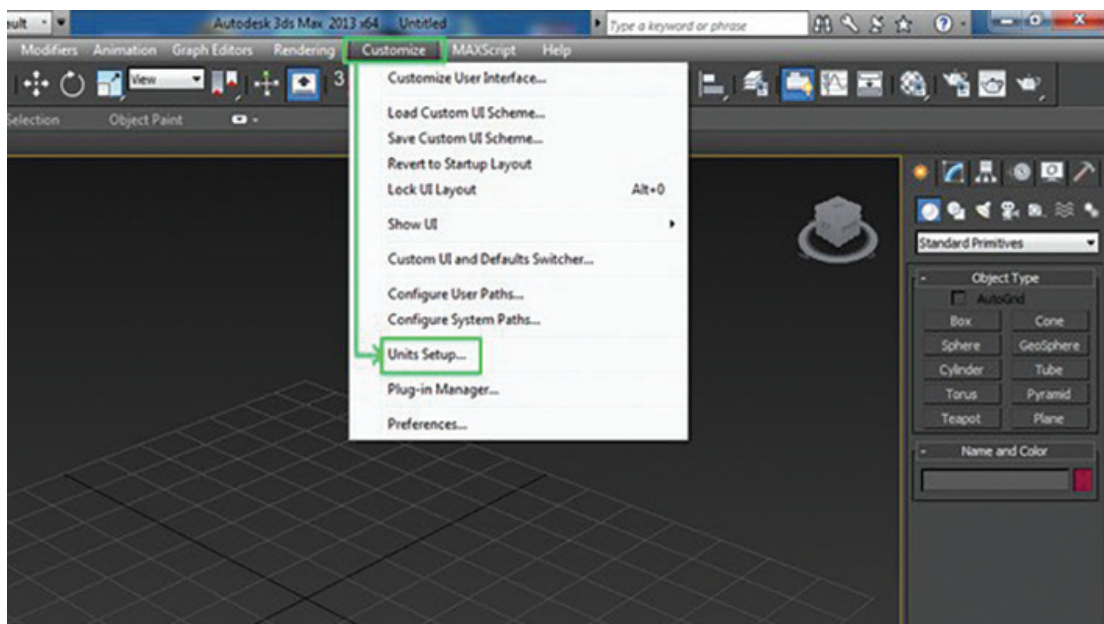 ault
Autodesk 3ds Max 2013 x64 Untitled
Type a keyword or phrase
Modifiers Animation Graph Editors Rendering Customize MAXScript Help
View
3
Selection Object Paint
Customize User Interface...
Load Custom UI Scheme...
Save Custom UI Scheme...
Revert to Startup Layout
Lock UI Layout Alt+0
Show UI
Custom UI and Defaults Switcher...
Configure User Paths...
Configure System Paths...
Units Setup...
Plug-in Manager...
Preferences...
Standard Primitives
- Object Type
AutoGrid
Box Cone
Sphere GeoSphere
Cylinder Tube
Torus Pyramid
Teapot Plane
- Name and Color